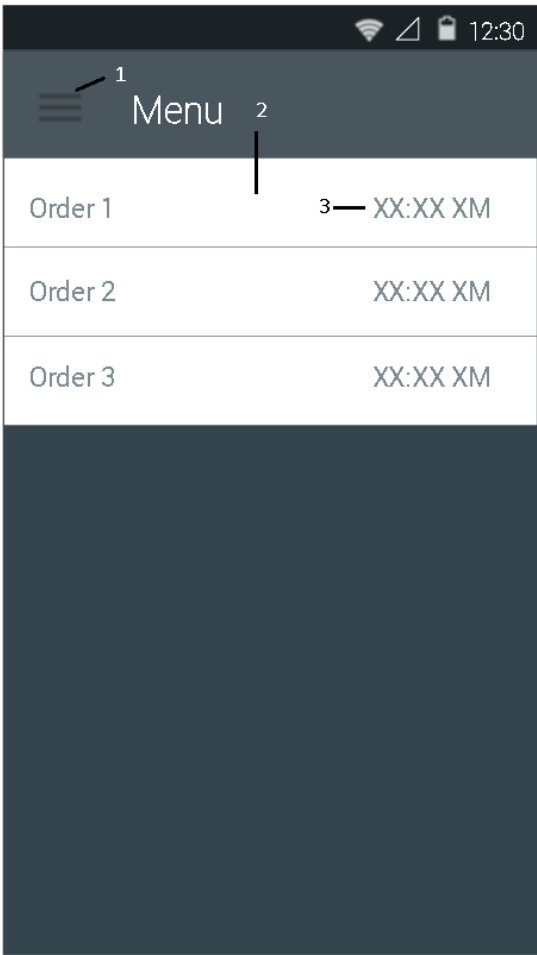 12:30
1
Menu 2
Order 1 3 XX:XX XM
Order 2 XX:XX XM
Order 3 XX:XX XM